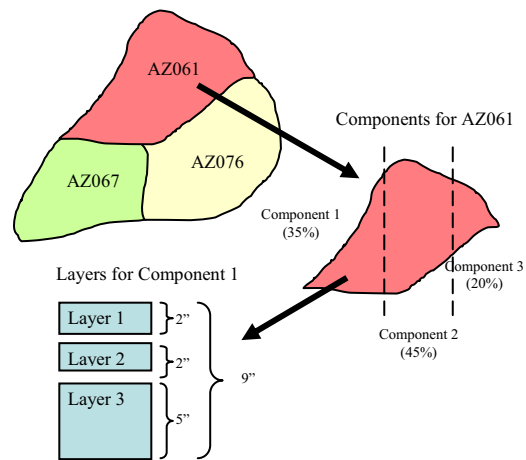 AZ061
AZ076
AZ067
Components for AZ061
Component 1
(35%)
Component 3
(20%)
Component 2
(45%)
Layers for Component 1
Layer 1
2”
Layer 2
2”
Layer 3
5”
9”